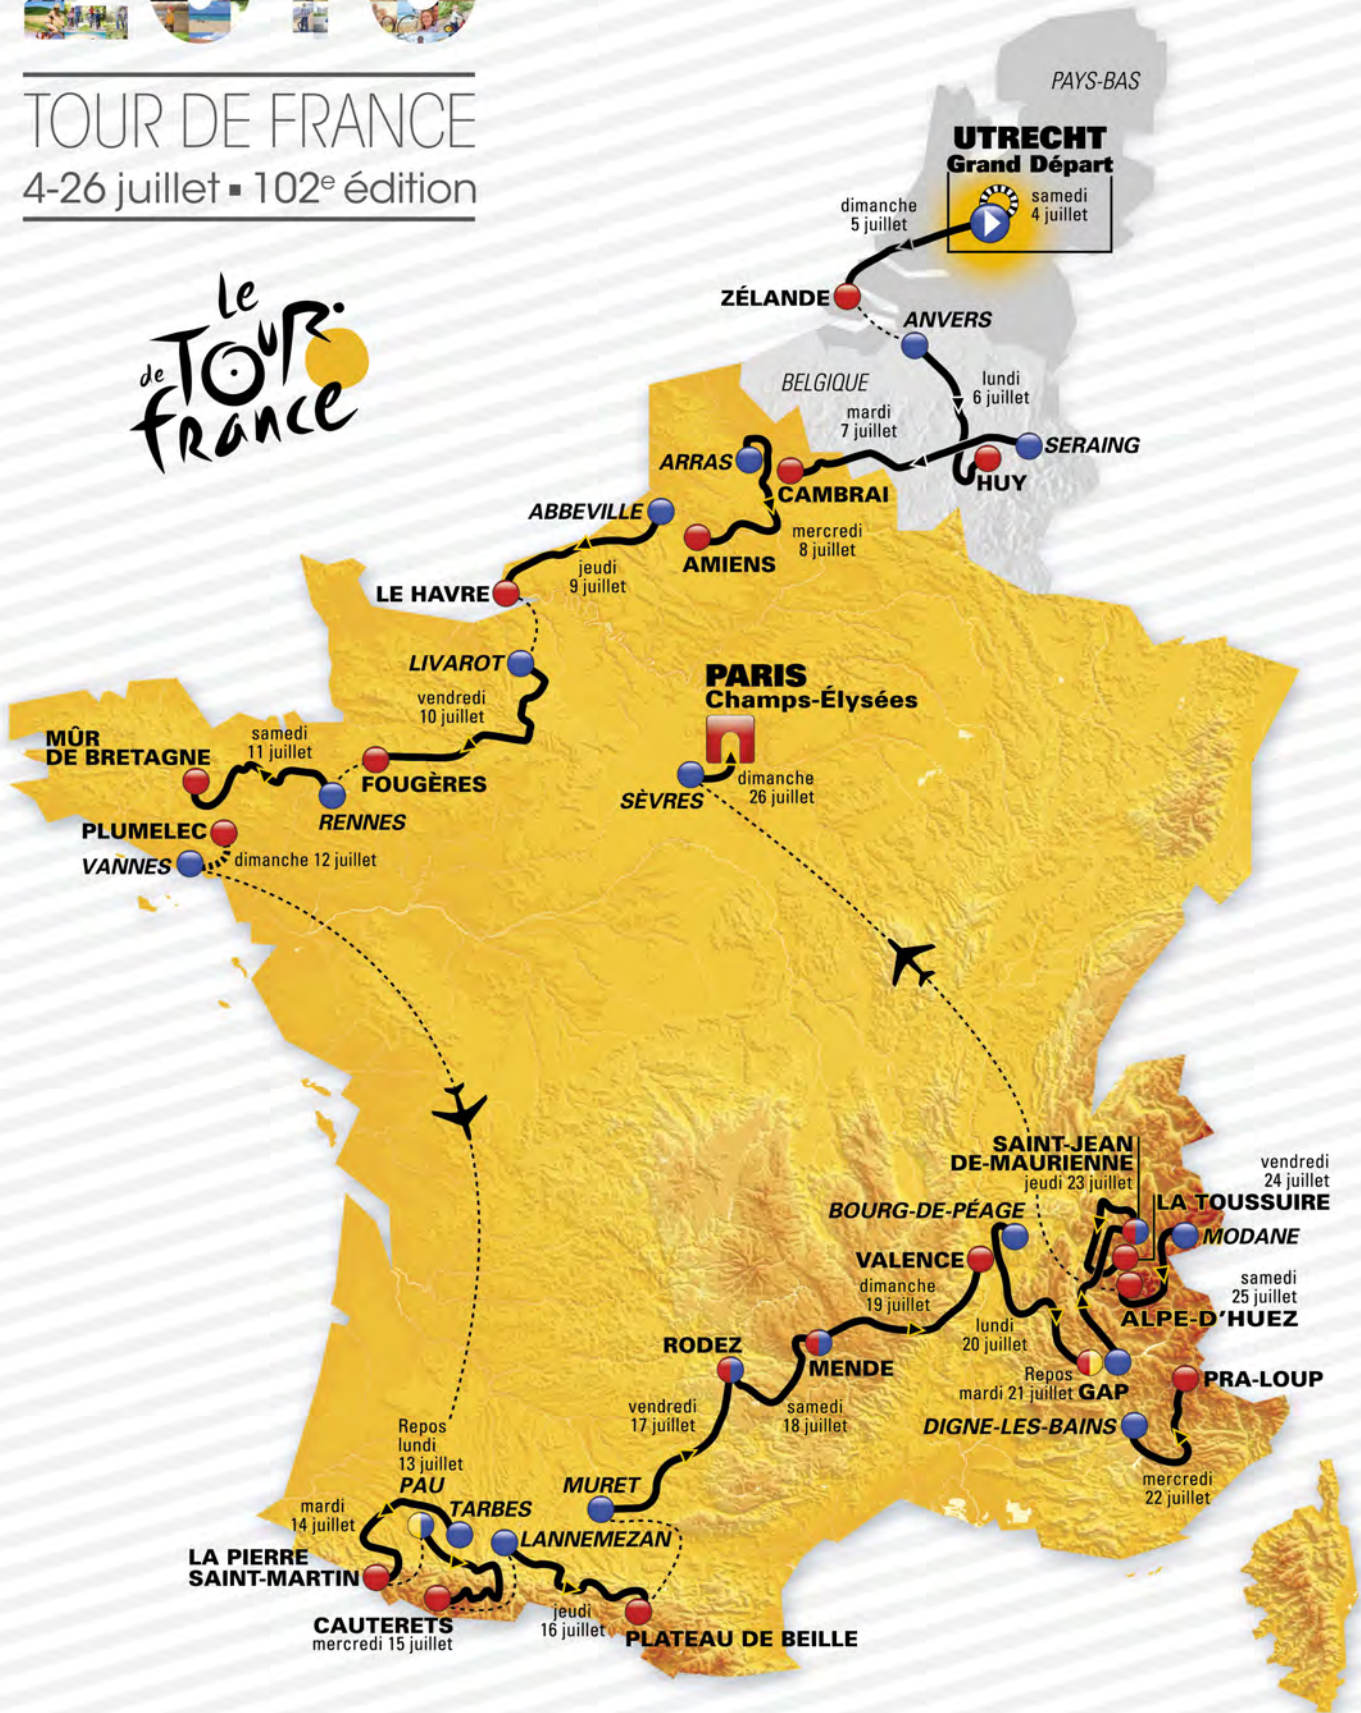 TOUR DE FRANCE
4-26 juillet ▪ 102e édition
Le
TOUR
de
france
PAYS-BAS
UTRECHT
Grand Départ
samedi
4 juillet
dimanche
5 juillet
ZÉLANDE
ANVERS
BELGIQUE
lundi
6 juillet
mardi
7 juillet
SERAING
HUY
ARRAS
CAMBRAI
ABBEVILLE
mercredi
8 juillet
AMIENS
jeudi
9 juillet
LE HAVRE
LIVAROT
vendredi
10 juillet
PARIS
Champs-Élysées
samedi
11 juillet
MÛR
DE BRETAGNE
FOUGÈRES
dimanche
26 juillet
SÈVRES
RENNES
PLUMELEC
dimanche 12 juillet
VANNES
SAINT-JEAN
DE-MAURIENNE
jeudi 23 juillet
vendredi
24 juillet
LA TOUSSUIRE
BOURG-DE-PÉAGE
MODANE
VALENCE
dimanche
19 juillet
samedi
25 juillet
ALPE-D'HUEZ
lundi
20 juillet
RODEZ
MENDE
Repos
mardi 21 juillet
GAP
PRA-LOUP
vendredi
17 juillet
samedi
18 juillet
DIGNE-LES-BAINS
Repos
lundi
13 juillet
PAU
mercredi
22 juillet
MURET
mardi
14 juillet
TARBES
LANNEMEZAN
LA PIERRE
SAINT-MARTIN
CAUTERETS
mercredi 15 juillet
jeudi
16 juillet
PLATEAU DE BEILLE